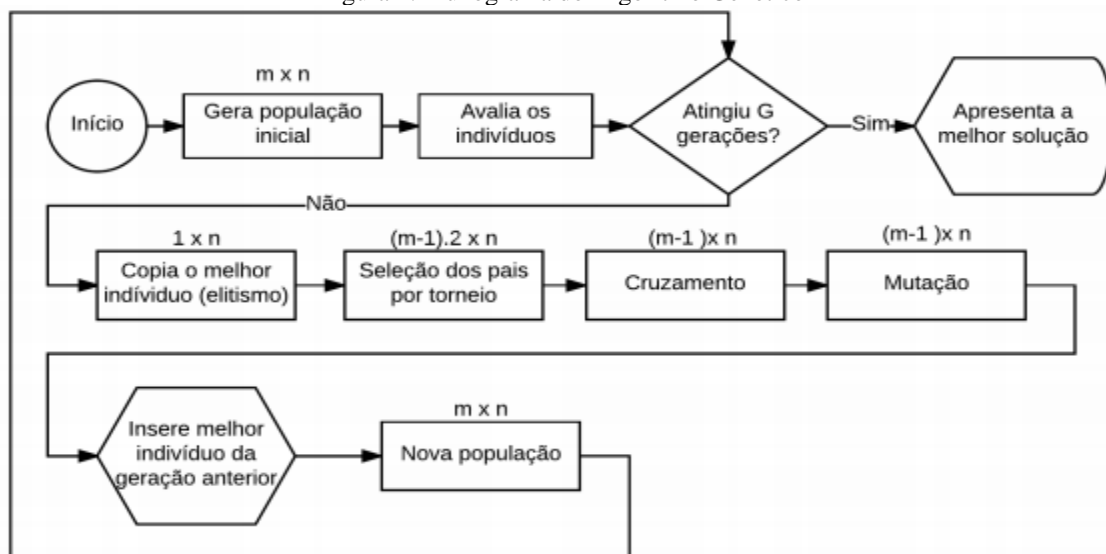 m x n
Início
Gera população
inicial
Avalia os
indivíduos
Atingiu G
gerações?
Sim
Apresenta a
melhor solução
Não
1 x n
Copia o melhor
indíviduo (elitismo)
(m-1).2 x n
Seleção dos pais
por torneio
(m-1 )x n
Cruzamento
(m-1 )x n
Mutação
Insere melhor
indivíduo da
geração anterior
m x n
Nova população